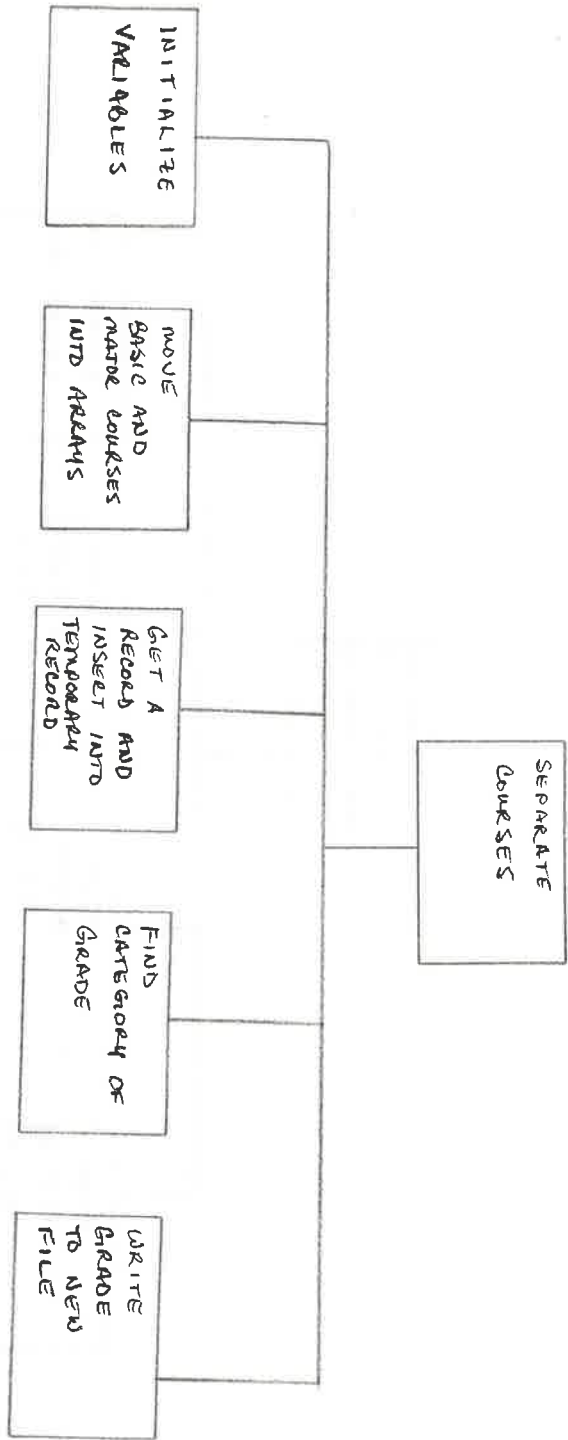 SEPARATE
COURSES
INITIALIZE
VARIABLES
MOVE
BASIC AND
MAJOR COURSES
INTO ARRAYS
GET A
RECORD AND
INSERT INTO
TEMPORARY
RECORD
FIND
CATEGORY OF
GRADE
WRITE
GRADE
TO NEW
FILE